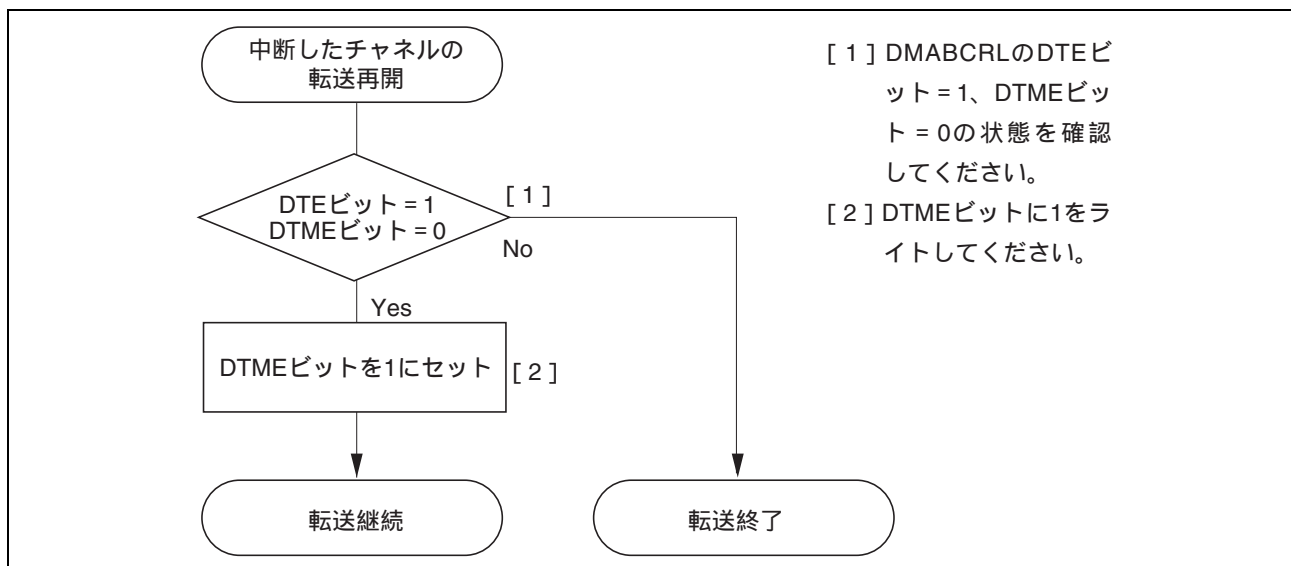 中断したチャネルの
転送再開
DTEビット = 1
DTMEビット = 0
[ 1 ]
No
Yes
DTMEビットを1にセット
[ 2 ]
転送継続
転送終了
[ 1 ] DMABCRLのDTEビ
ット = 1、DTMEビッ
ト = 0の状態を確認
してください。
[ 2 ] DTMEビットに1をラ
イトしてください。